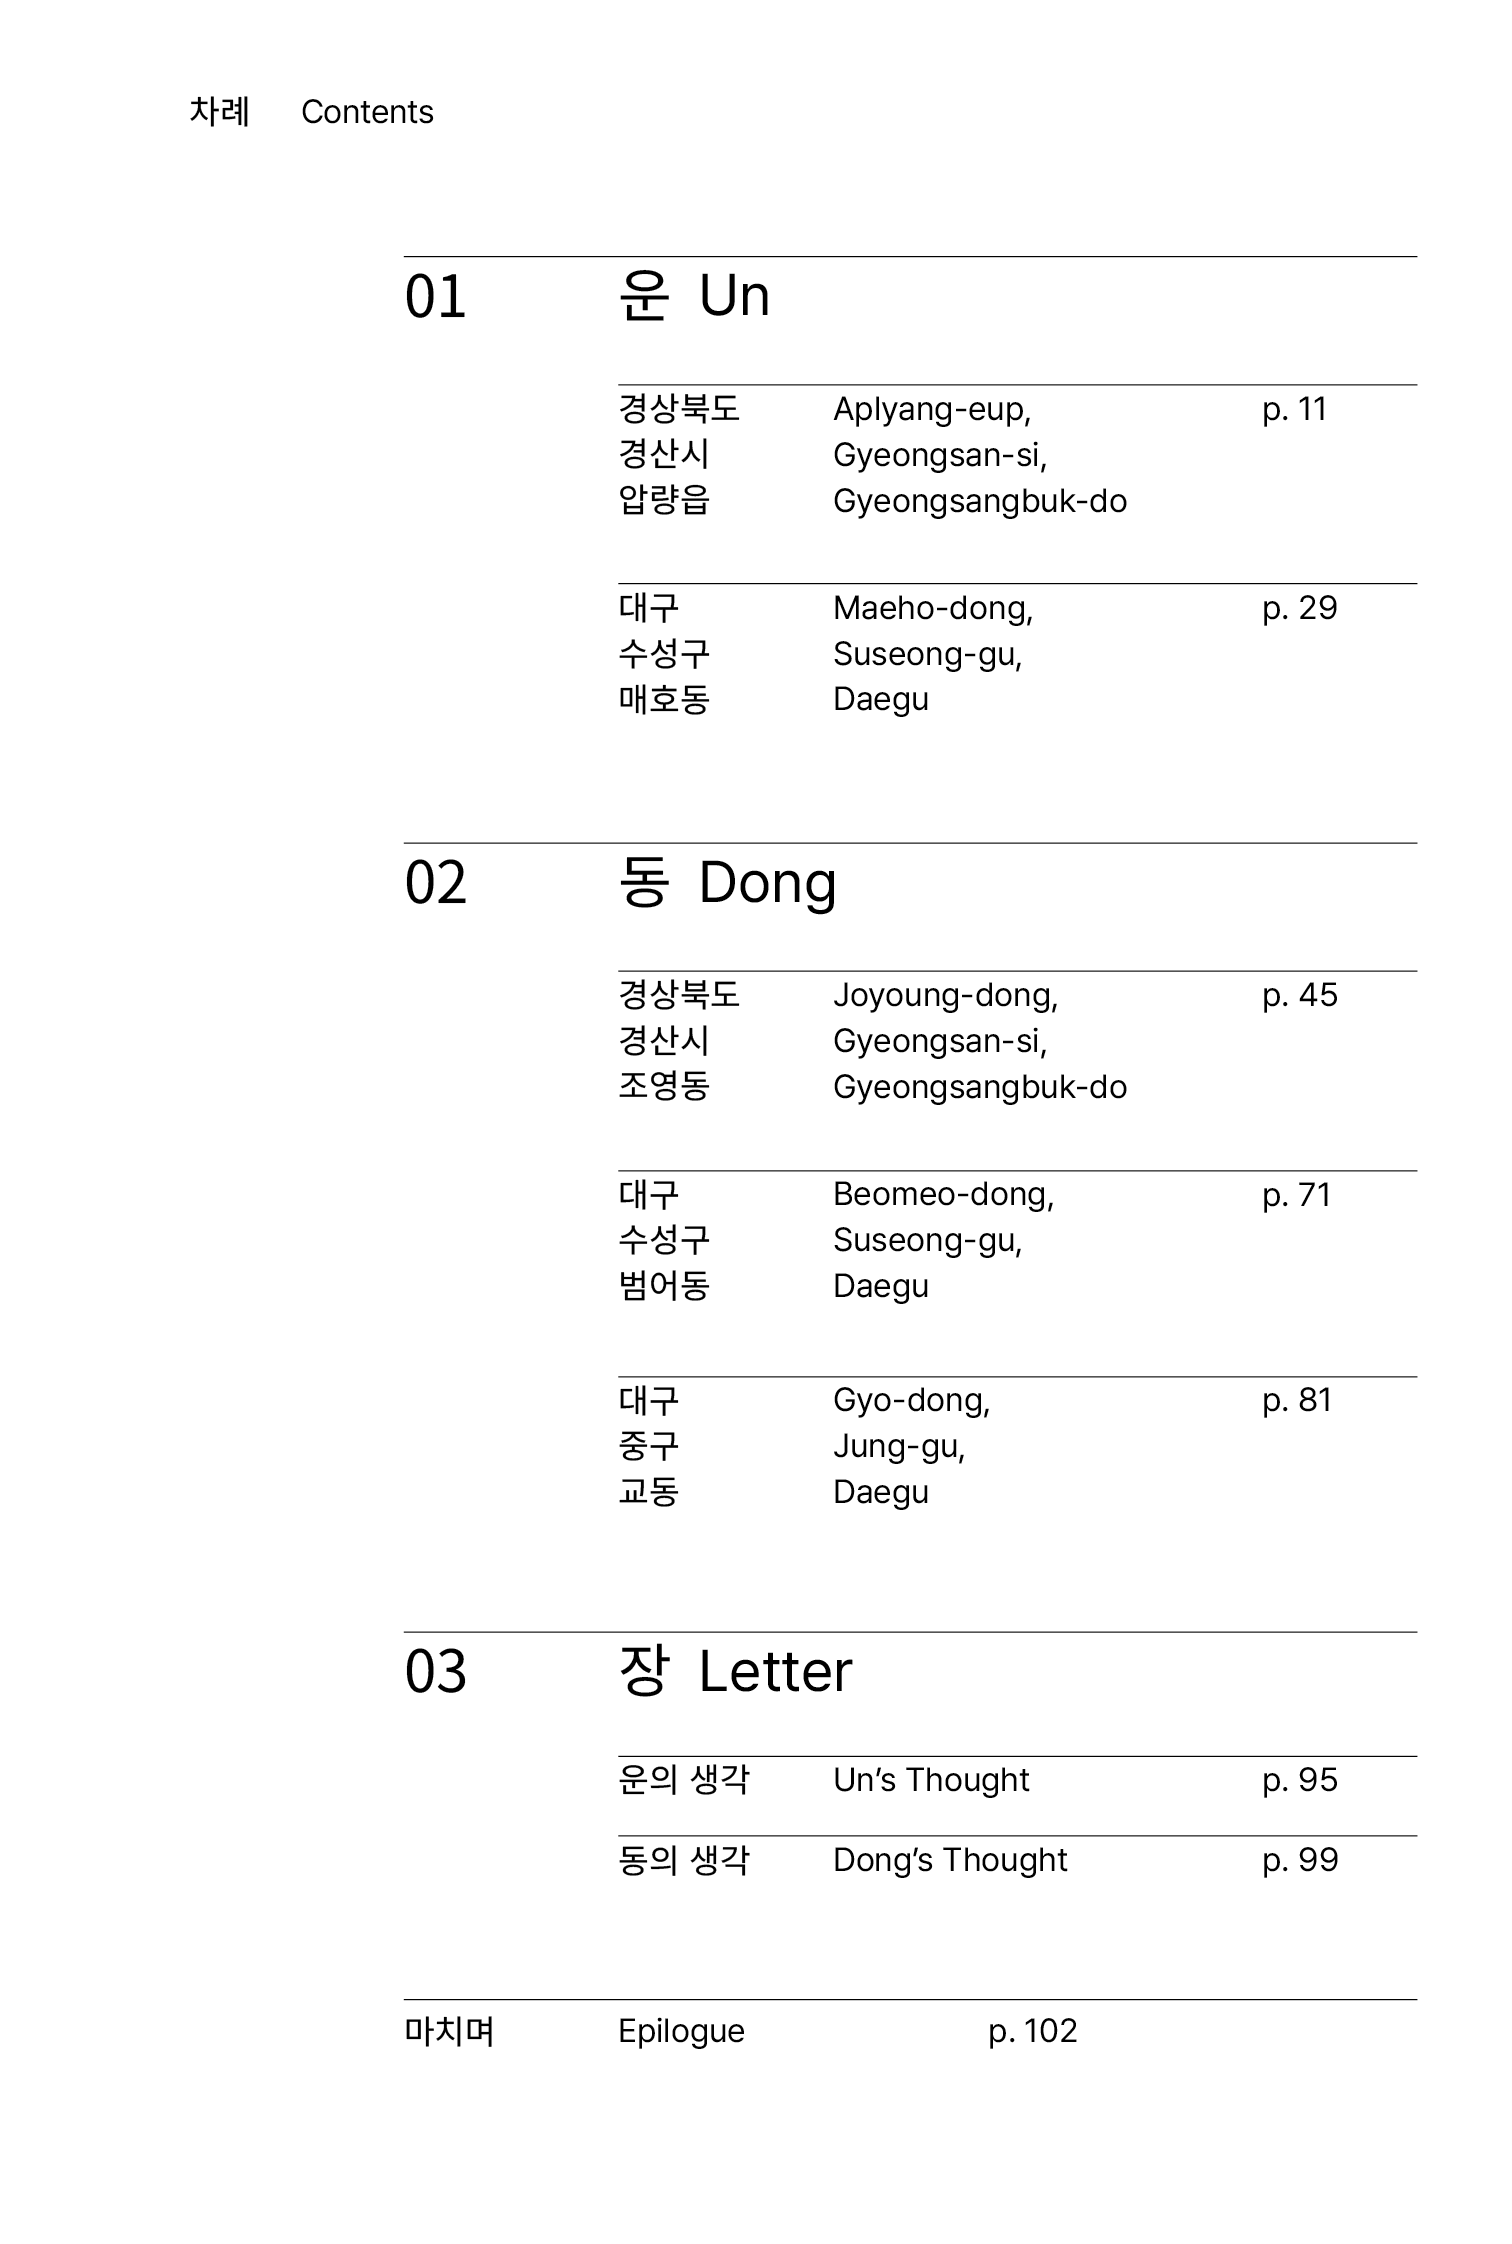 차례 Contents
01 운 Un
경상북도 Aplyang-eup, p. 11
경산시 Gyeongsan-si,
압량읍 Gyeongsangbuk-do
대구 Maeho-dong, p. 29
수성구 Suseong-gu,
매호동 Daegu
02 동 Dong
경상북도 Joyoung-dong, p. 45
경산시 Gyeongsan-si,
조영동 Gyeongsangbuk-do
대구 Beomeo-dong, p. 71
수성구 Suseong-gu,
범어동 Daegu
대구 Gyo-dong, p. 81
중구 Jung-gu,
교동 Daegu
03 장 Letter
운의 생각 Un’s Thought p. 95
동의 생각 Dong’s Thought p. 99
마치며 Epilogue p. 102